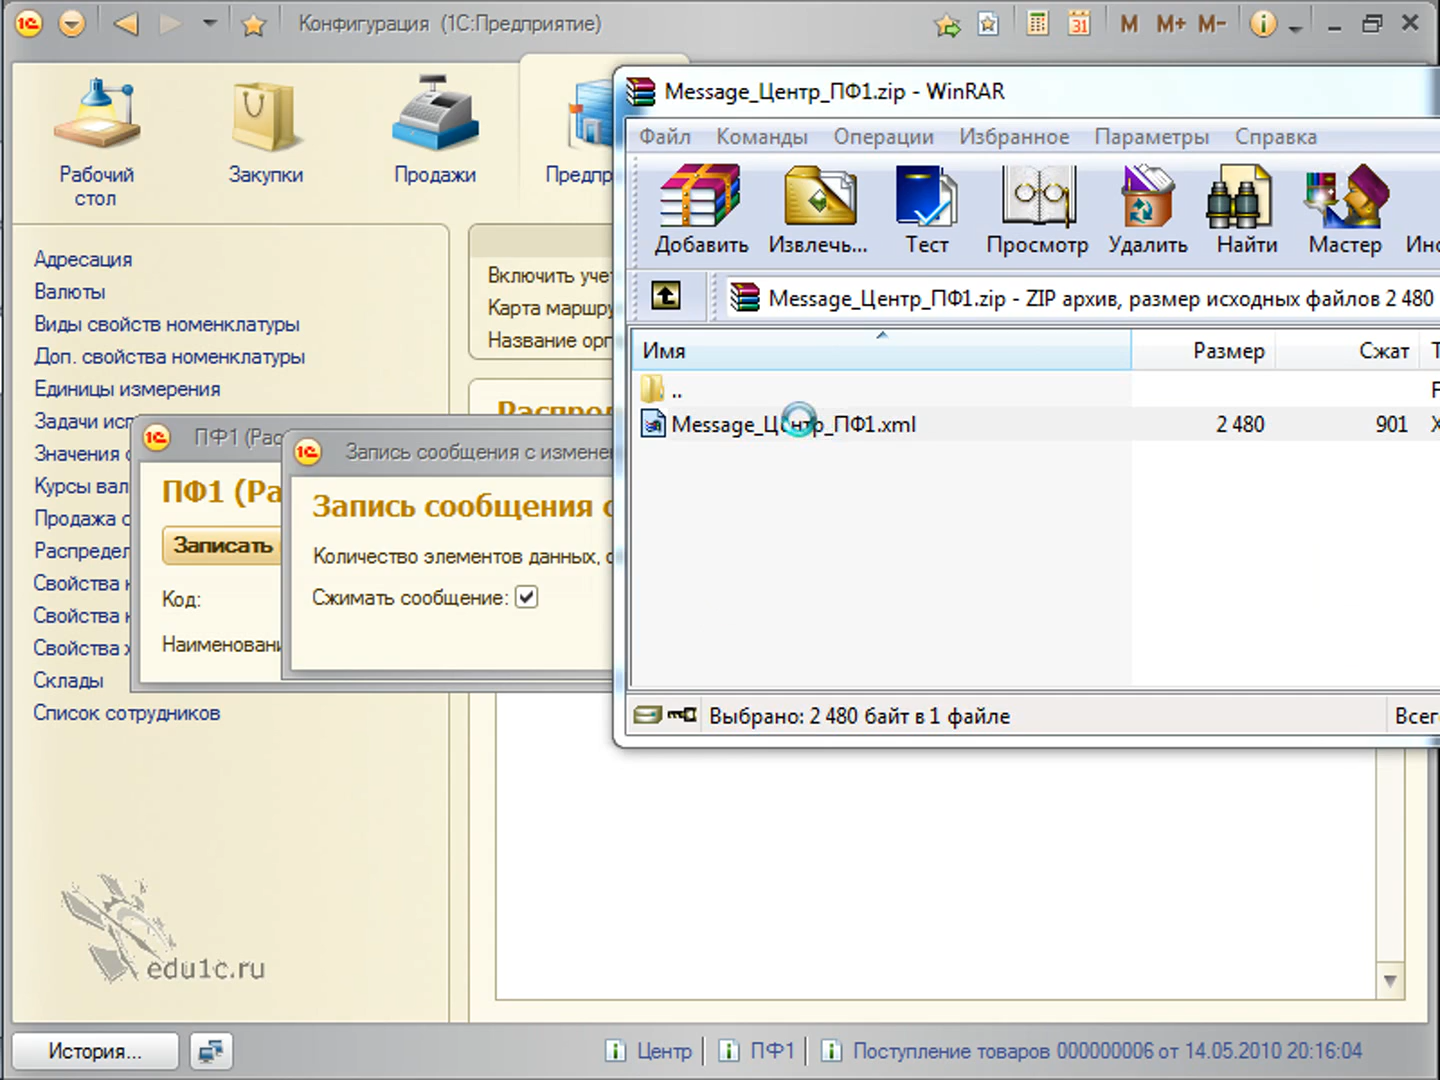 Конфигурация (1С:Предприятие)
M M+ M-
31
Рабочий
стол
Закупки
Продажи
Предпр
Адресация
Валюты
Виды свойств номенклатуры
Доп. свойства номенклатуры
Единицы измерения
Задачи исп
Значения
Курсы вал
Продажа с
Распредел
Свойства
Свойства
Свойства
Склады
Список сотрудников
Включить учет
Карта маршру
Название орг
Распред
ПФ1 (Рас
ПФ1 (Ра
Записать
Код:
Наименовани
Запись сообщения с изменен
Запись сообщения с
Количество элементов данных,
Сжимать сообщение:
Message_Центр_ПФ1.zip - WinRAR
Файл Команды Операции Избранное Параметры Справка
Добавить Извлечь... Тест Просмотр Удалить Найти Мастер Инс
Message_Центр_ПФ1.zip - ZIP архив, размер исходных файлов 2 480
Имя Размер Сжат
..
Message_Центр_ПФ1.xml 2 480 901
Выбрано: 2 480 байт в 1 файле
Всег
edu1c.ru
История...
Центр ПФ1 Поступление товаров 000000006 от 14.05.2010 20:16:04